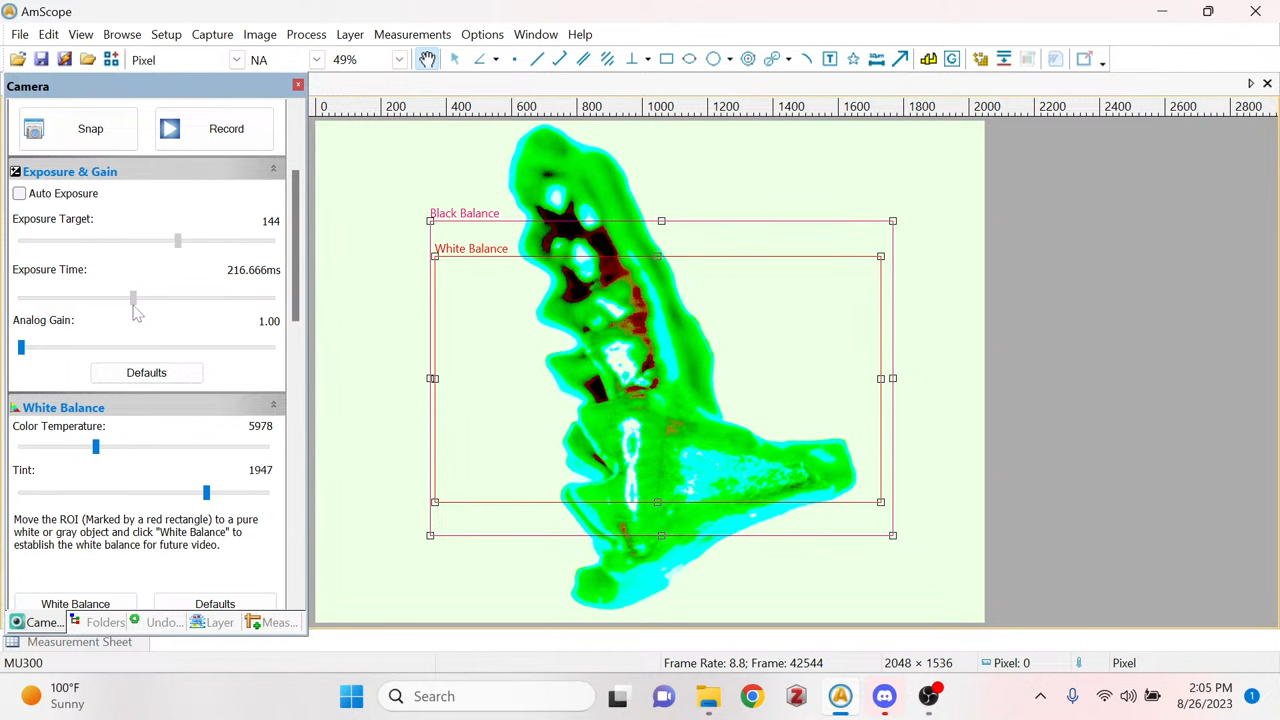 AmScope
File Edit View Browse Setup Capture Image Process Layer Measurements Options Window Help
Pixel NA 49%
Camera
0 200 400 600 800 1000 1200 1400 1600 1800 2000 2200 2400 2600 2800
Snap Record
Exposure & Gain
Auto Exposure
Exposure Target: 144
Exposure Time: 216.666ms
Analog Gain: 1.00
Defaults
White Balance
Color Temperature: 5978
Tint: 1947
Move the ROI (Marked by a red rectangle) to a pure
white or gray object and click "White Balance" to
establish the white balance for future video.
White Balance Defaults
Black Balance
White Balance
Came... Folders Undo... Layer Meas...
Measurement Sheet
MU300 Frame Rate: 8.8; Frame: 42544 2048 × 1536 Pixel: 0 Pixel
100°F
Sunny
Search
2:05 PM
8/26/2023
1